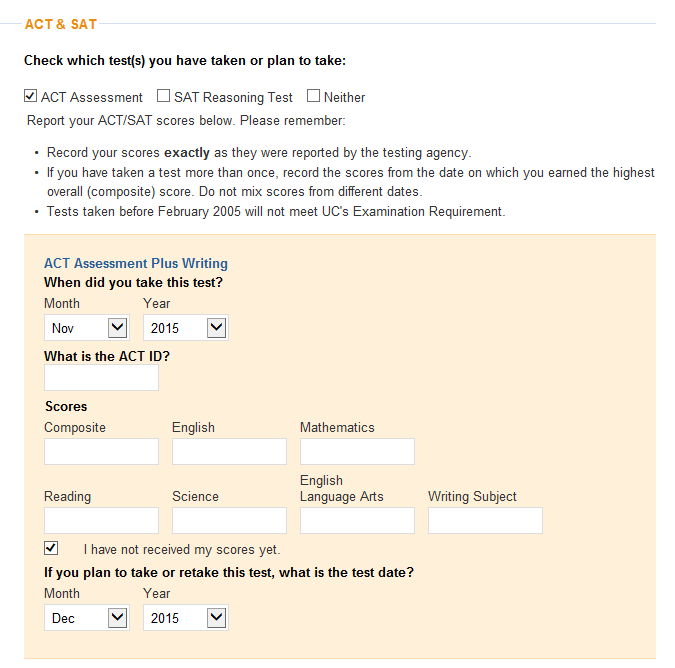 ACT & SAT
Check which test(s) you have taken or plan to take:
ACT Assessment SAT Reasoning Test Neither
Report your ACT/SAT scores below. Please remember:
• Record your scores exactly as they were reported by the testing agency.
• If you have taken a test more than once, record the scores from the date on which you earned the highest
overall (composite) score. Do not mix scores from different dates.
• Tests taken before February 2005 will not meet UC's Examination Requirement.
ACT Assessment Plus Writing
When did you take this test?
Month Year
Nov 2015
What is the ACT ID?
Scores
Composite English Mathematics
Reading Science English Language Arts Writing Subject
I have not received my scores yet.
If you plan to take or retake this test, what is the test date?
Month Year
Dec 2015